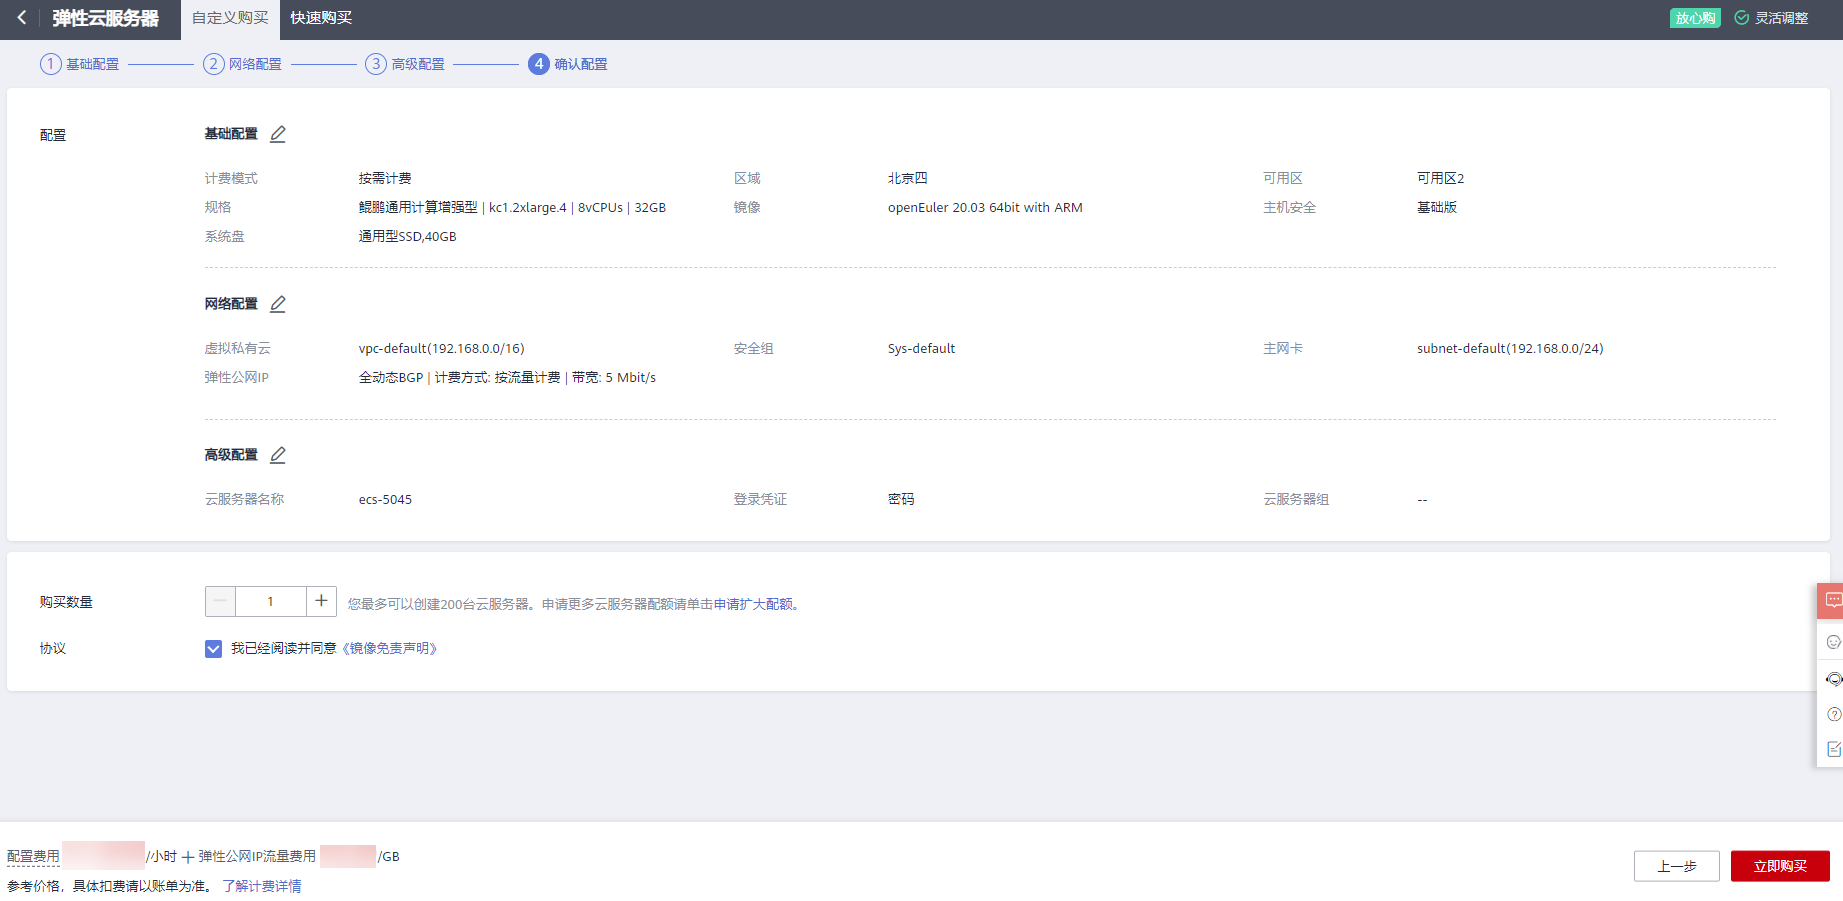 弹性云服务器 自定义购买 快速购买 放心购 灵活调整
1 基础配置 2 网络配置 3 高级配置 4 确认配置
配置 基础配置
计费模式 按需计费 区域 北京四 可用区 可用区2
规格 鲲鹏通用计算增强型 | kc1.2xlarge.4 | 8vCPUs | 32GB 镜像 openEuler 20.03 64bit with ARM 主机安全 基础版
系统盘 通用型SSD,40GB
网络配置
虚拟私有云 vpc-default(192.168.0.0/16) 安全组 Sys-default 主网卡 subnet-default(192.168.0.0/24)
弹性公网IP 全动态BGP | 计费方式: 按流量计费 | 带宽: 5 Mbit/s
高级配置
云服务器名称 ecs-5045 登录凭证 密码 云服务器组 --
购买数量 1 您最多可以创建200台云服务器。申请更多云服务器配额请单击申请扩大配额。
协议 我已经阅读并同意《镜像免责声明》
配置费用 /小时 + 弹性公网IP流量费用 /GB
参考价格，具体扣费请以账单为准。 了解计费详情
上一步 立即购买